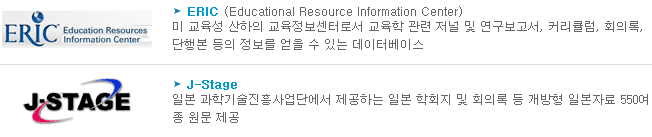 ERIC Education Resources Information Center
ERIC (Educational Resource Information Center)
미 교육성 산하의 교육정보센터로서 교육학 관련 저널 및 연구보고서, 커리큘럼, 회의록,
단행본 등의 정보를 얻을 수 있는 데이터베이스
J-STAGE
J-Stage
일본 과학기술진흥사업단에서 제공하는 일본 학회지 및 회의록 등 개방형 일본자료 550여
종 원문 제공